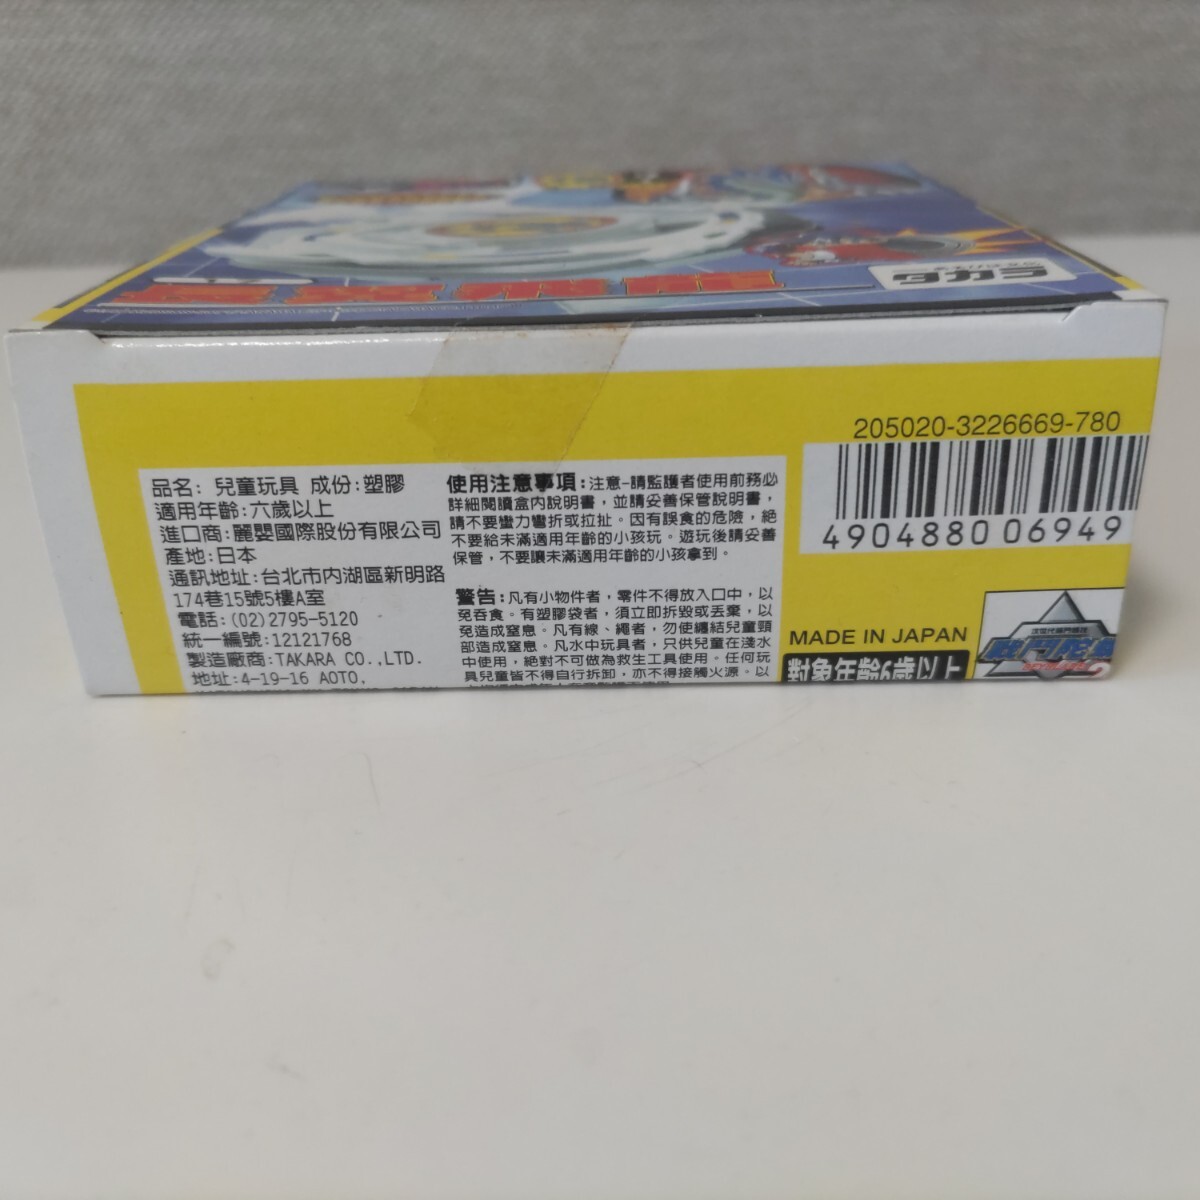 タカラ
205020-3226669-780
4904880 06949
品名: 兒童玩具 成份:塑膠
適用年齡:六歲以上
進口商:麗嬰國際股份有限公司
產地:日本
通訊地址:台北市內湖區新明路
174巷15號5樓A室
電話:(02)2795-5120
統一編號:12121768
製造廠商:TAKARA CO.,LTD.
地址:4-19-16 AOTO,
使用注意事項:注意-請監護者使用前務必
詳細閱讀盒內說明書，並請妥善保管說明書，
請不要蠻力彎折或拉扯。因有誤食的危險，絕
不要給未滿適用年齡的小孩玩。遊玩後請妥善
保管，不要讓未滿適用年齡的小孩拿到。
警告:凡有小物件者，零件不得放入口中，以
免吞食。有塑膠袋者，須立即拆毀或丟棄，以
免造成窒息。凡有線、繩者，勿使纏結兒童頸
部造成窒息。凡水中玩具者，只供兒童在淺水
中使用，絕對不可做為救生工具使用。任何玩
具兒童皆不得自行拆卸，亦不得接觸火源。以
MADE IN JAPAN
對象年齡6歲以上
戰鬥陀螺
2